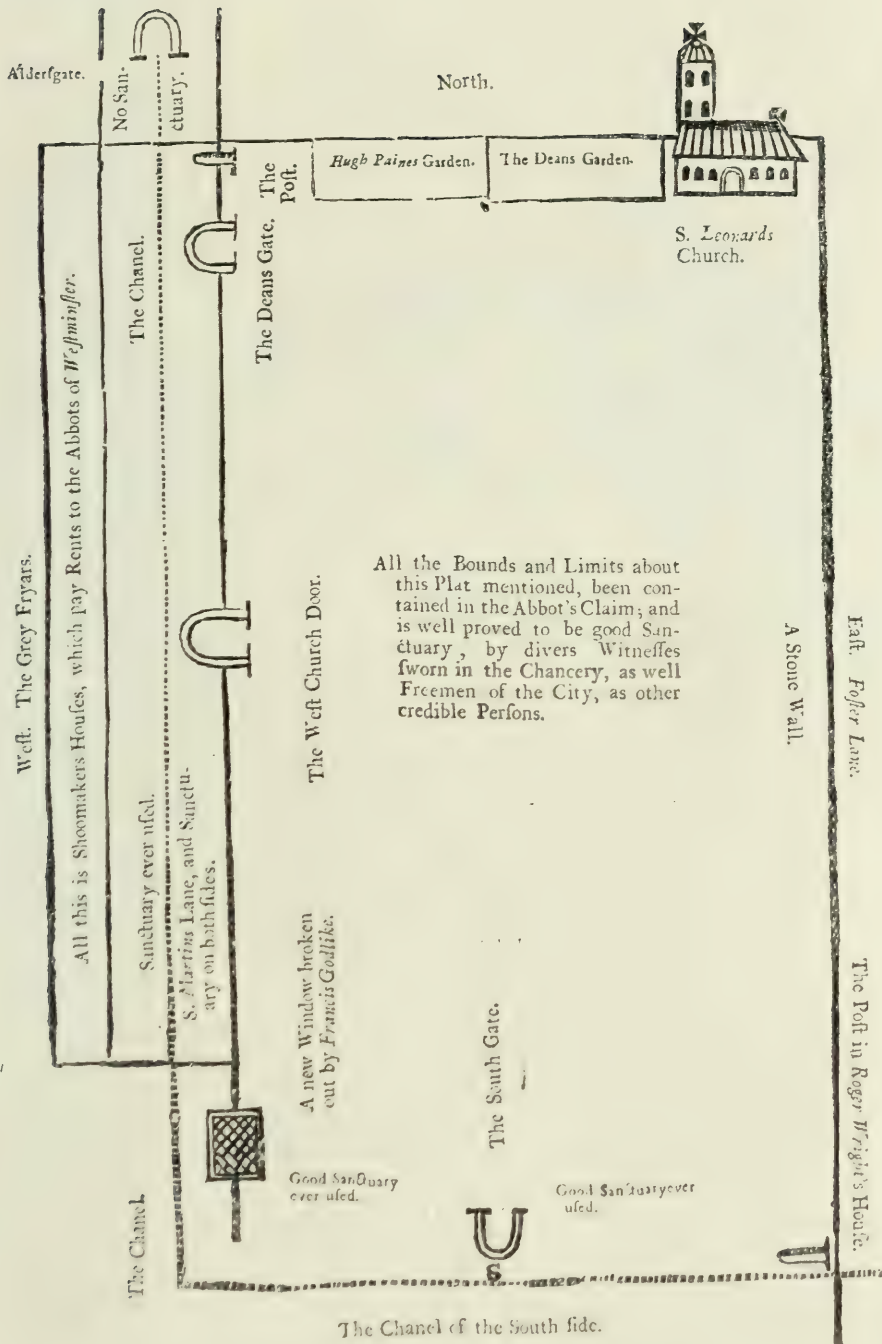 Alderſgate.
No San-
ctuary.
North.
The
Poſt.
Hugh Paines Garden.
The Deans Garden.
S. Leonards
Church.
The Chanel.
The Deans Gate.
Weſt. The Grey Fryars.
All this is Shoomakers Houſes, which pay Rents to the Abbots of Weſtminſter.
All the Bounds and Limits about
this Plat mentioned, been con-
tained in the Abbot's Claim; and
is well proved to be good San-
ctuary, by divers Witneſſes
ſworn in the Chancery, as well
Freemen of the City, as other
credible Perſons.
The Weſt Church Door.
A Stone Wall.
Eaſt. Foſter Lane.
Sanctuary ever uſed.
S. Martins Lane, and Sanctu-
ary on both ſides.
A new Window broken
out by Francis Godlike.
The South Gate.
The Poſt in Roger Wright's Houſe.
Good Sanctuary
ever uſed.
Good Sanctuary ever
uſed.
The Chanel.
S
The Chanel of the South ſide.